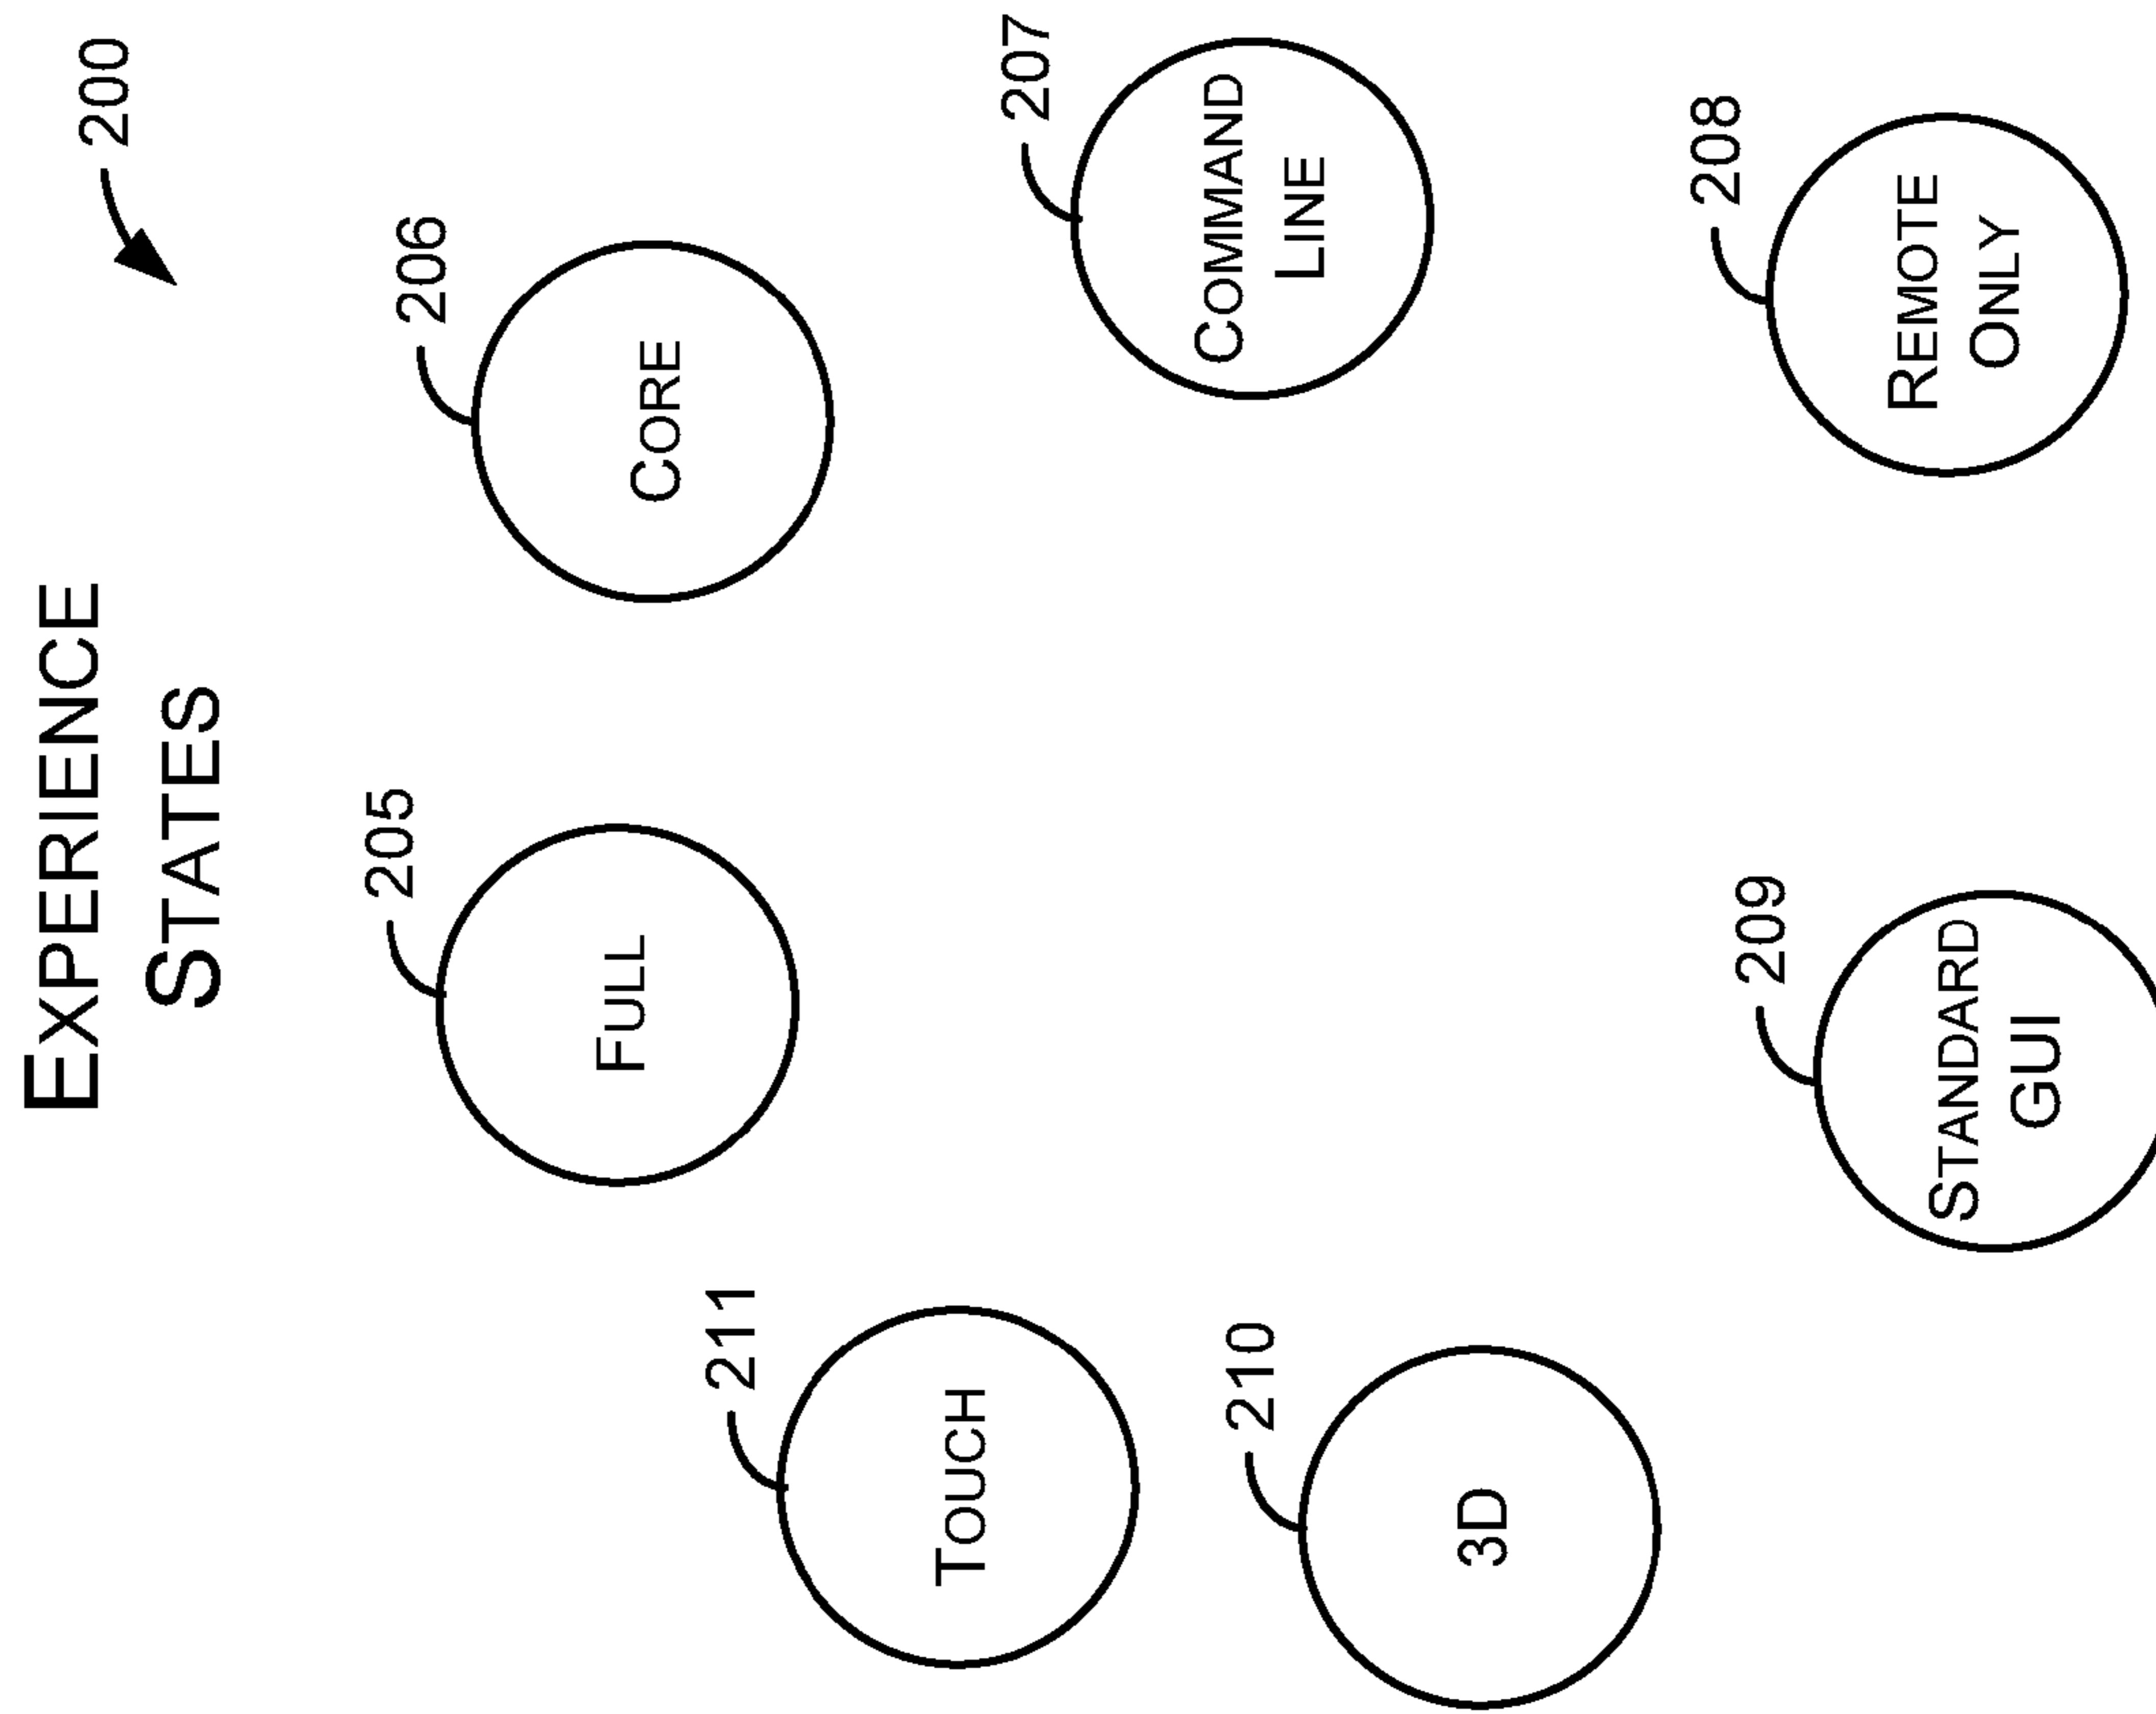 EXPERIENCE
STATES
200
205
FULL
206
CORE
207
COMMAND
LINE
208
REMOTE
ONLY
209
STANDARD
GUI
210
3D
211
TOUCH